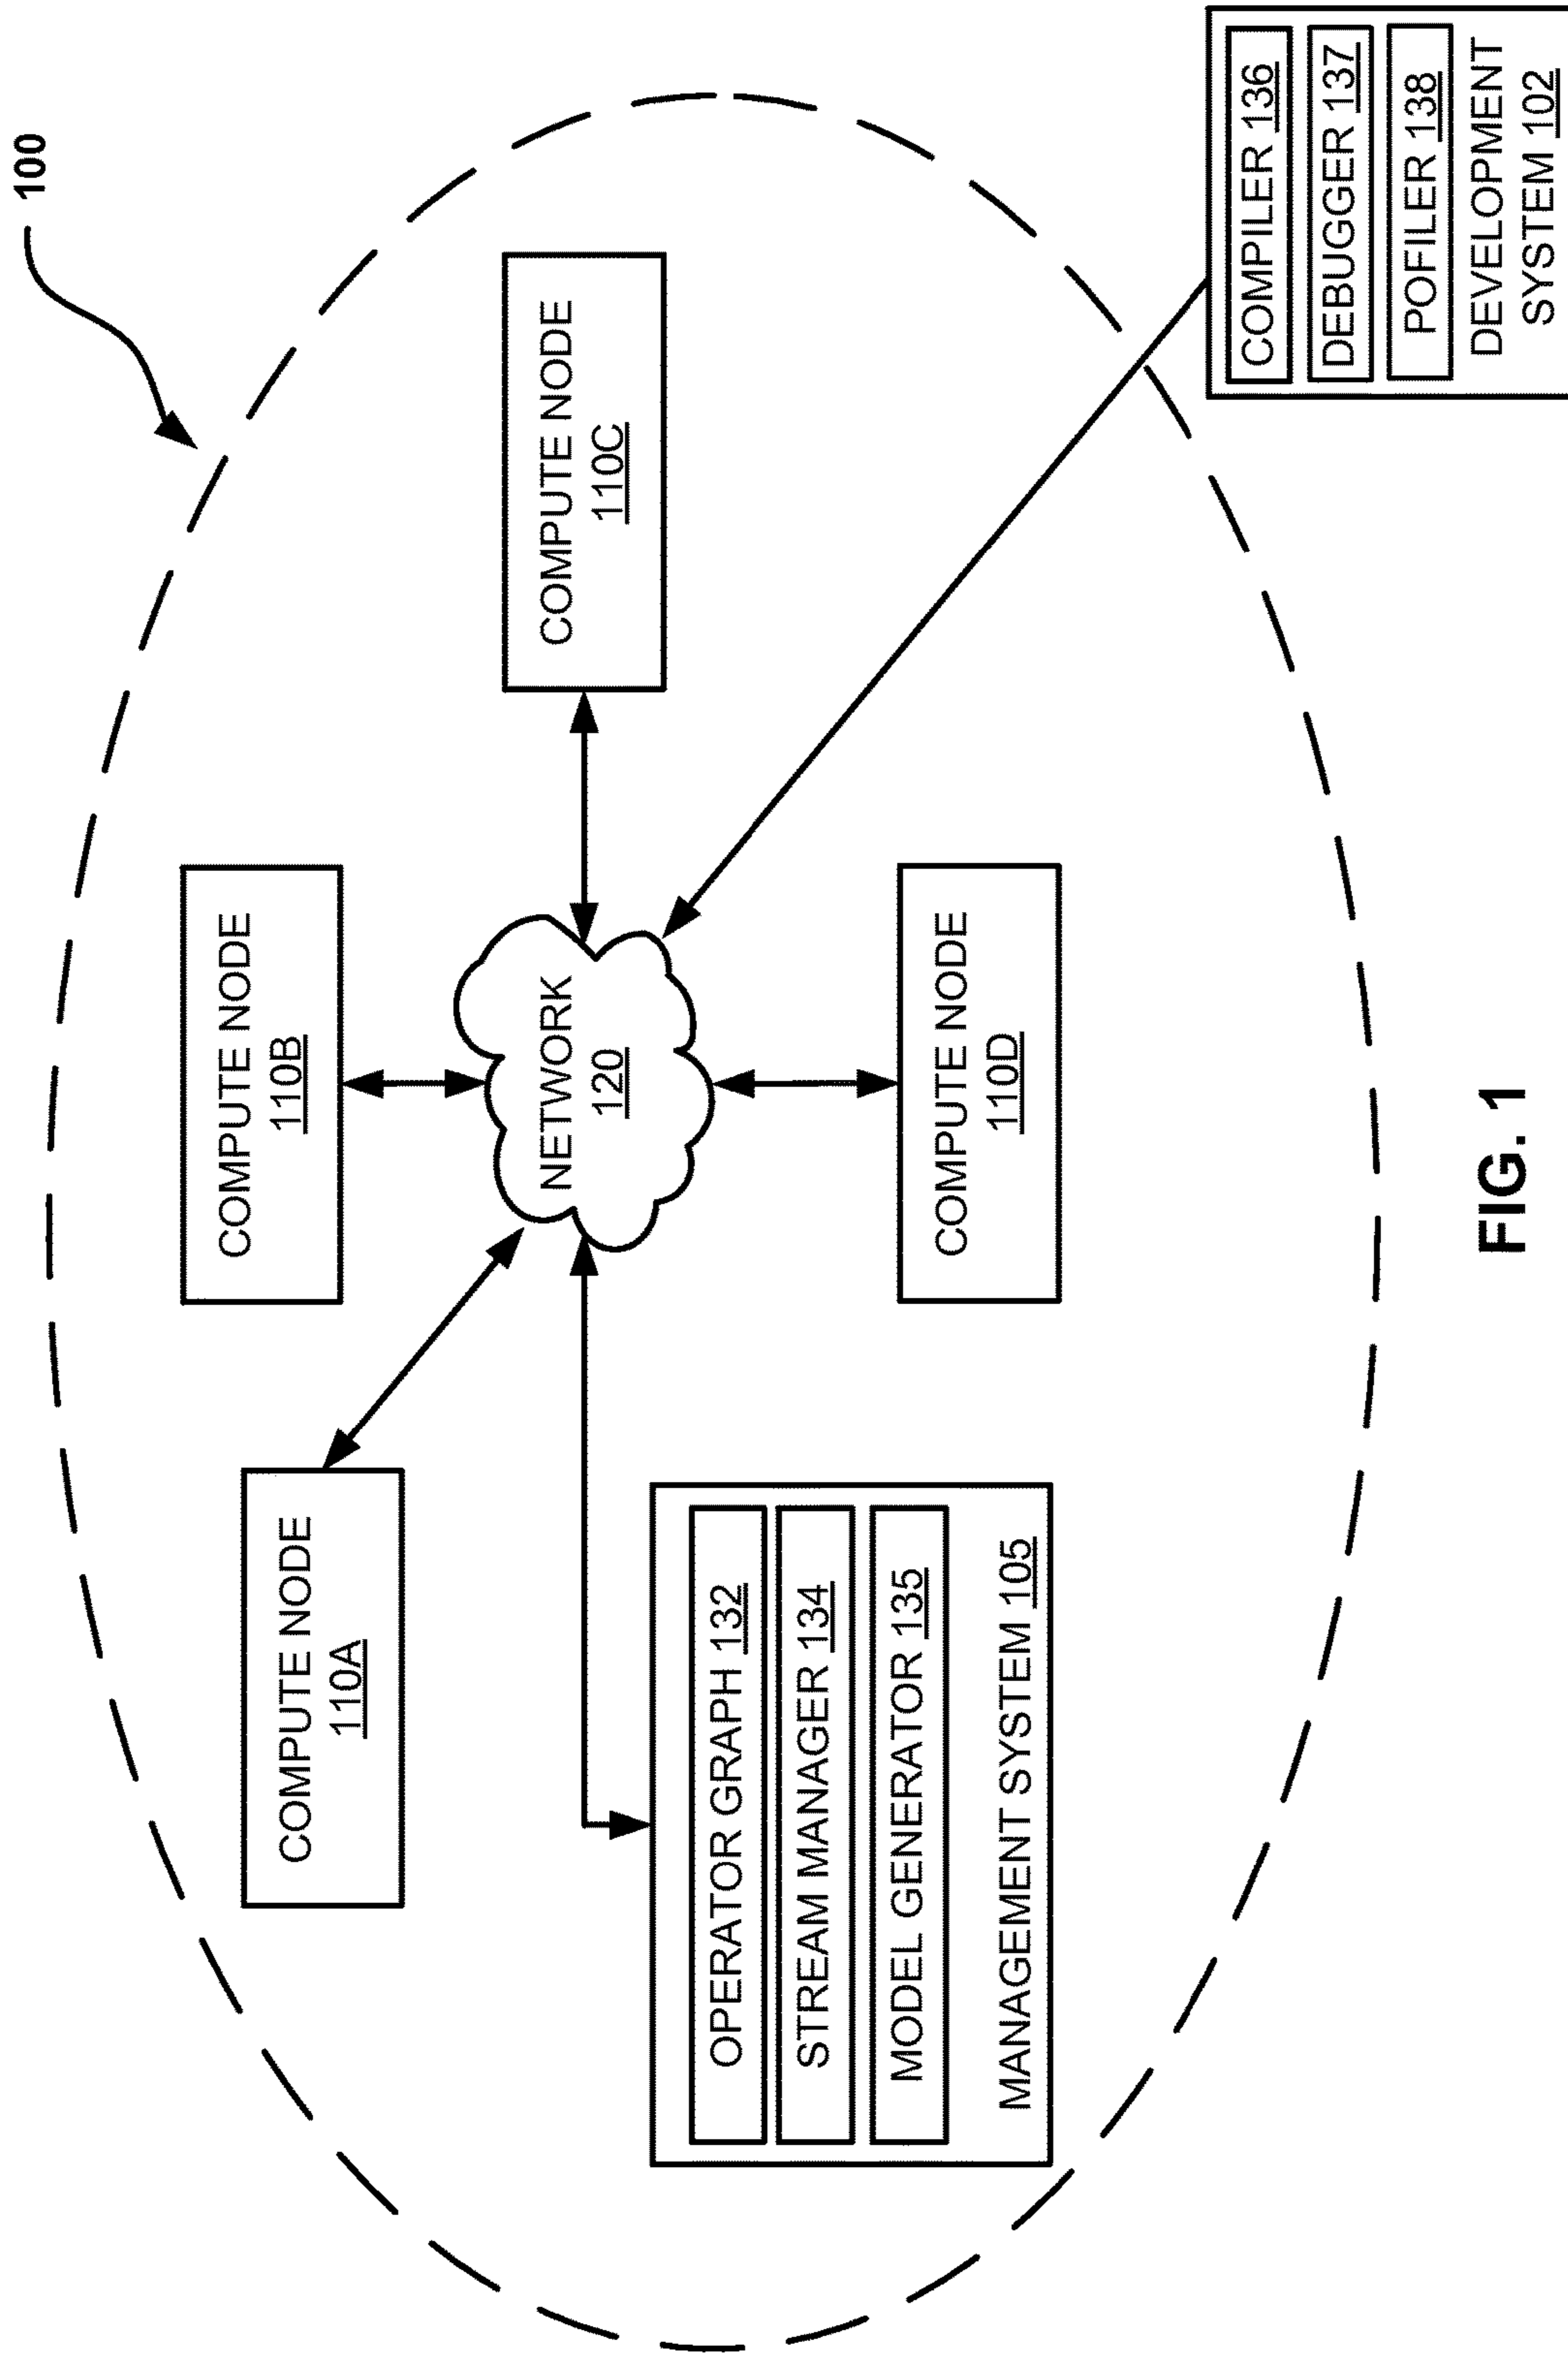 100
COMPUTE NODE
110A
COMPUTE NODE
110B
COMPUTE NODE
110C
NETWORK
120
OPERATOR GRAPH 132
STREAM MANAGER 134
MODEL GENERATOR 135
MANAGEMENT SYSTEM 105
COMPUTE NODE
110D
COMPILER 136
DEBUGGER 137
POFILER 138
DEVELOPMENT
SYSTEM 102
FIG. 1